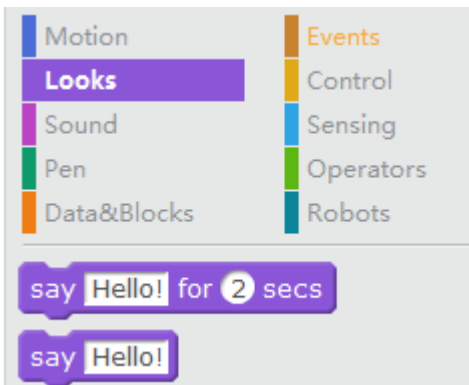 Motion
Events
Looks
Control
Sound
Sensing
Pen
Operators
Data&Blocks
Robots
say Hello! for 2 secs
say Hello!